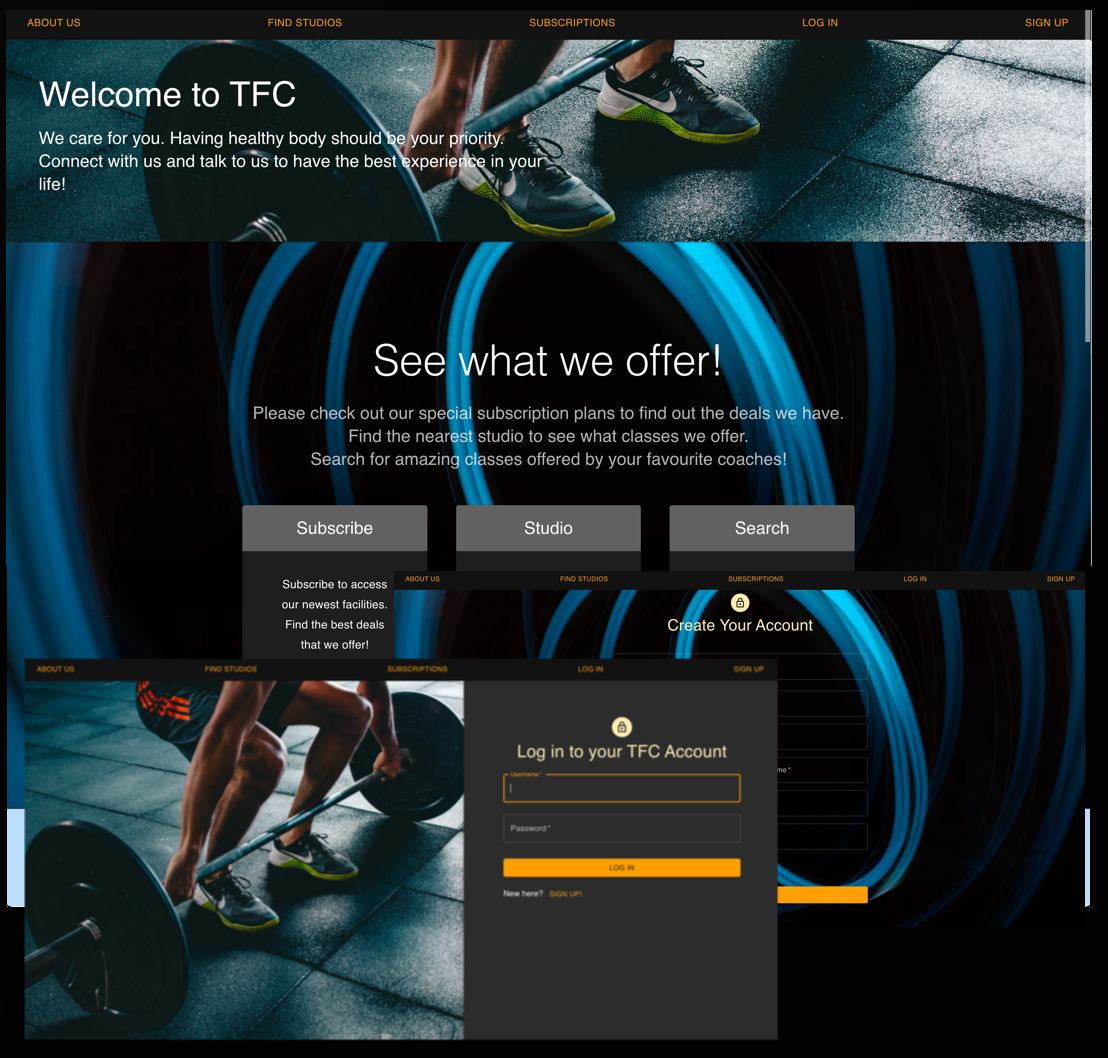 ABOUT US
FIND STUDIOS
SUBSCRIPTIONS
LOG IN
SIGN UP
Welcome to TFC
We care for you. Having healthy body should be your priority.
Connect with us and talk to us to have the best experience in your
life!
See what we offer!
Please check out our special subscription plans to find out the deals we have.
Find the nearest studio to see what classes we offer.
Search for amazing classes offered by your favourite coaches!
Subscribe
Studio
Search
Subscribe to access
our newest facilities.
Find the best deals
that we offer!
ABOUT US
FIND STUDIOS
SUBSCRIPTIONS
LOG IN
SIGN UP
Create Your Account
me *
ABOUT US
FIND STUDIOS
SUBSCRIPTIONS
LOG IN
SIGN UP
Log in to your TFC Account
Username *
Password *
LOG IN
New here? SIGN UP!